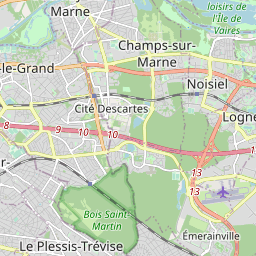 loisirs de
l'Île de
Vaires
Marne
Champs-sur-
Marne
-le-Grand
Noisiel
Cité Descartes
Logne
8
9
10
10
10
13
13
Bois Saint-
Martin
Émerainville
Le Plessis-Trévise